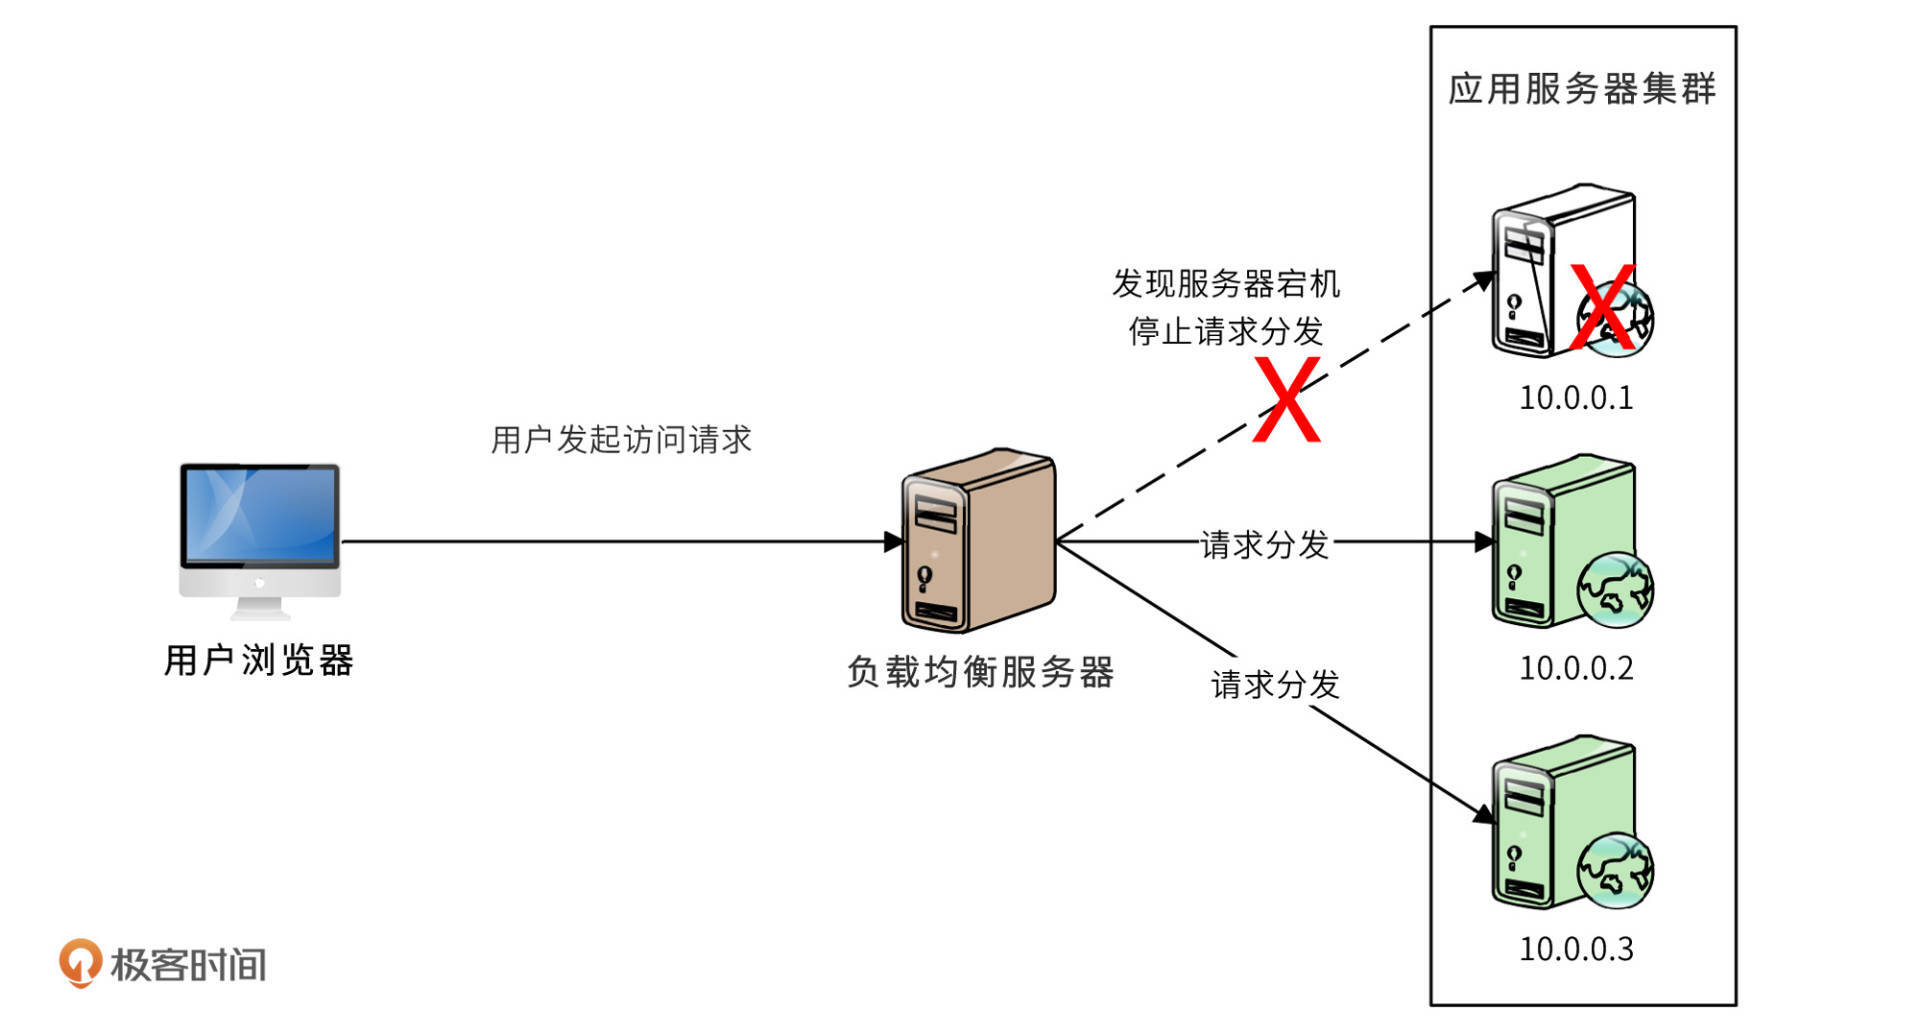 应用服务器集群
发现服务器宕机
停止请求分发
X
X
10.0.0.1
用户发起访问请求
请求分发
用户浏览器
负载均衡服务器
10.0.0.2
请求分发
10.0.0.3
极客时间